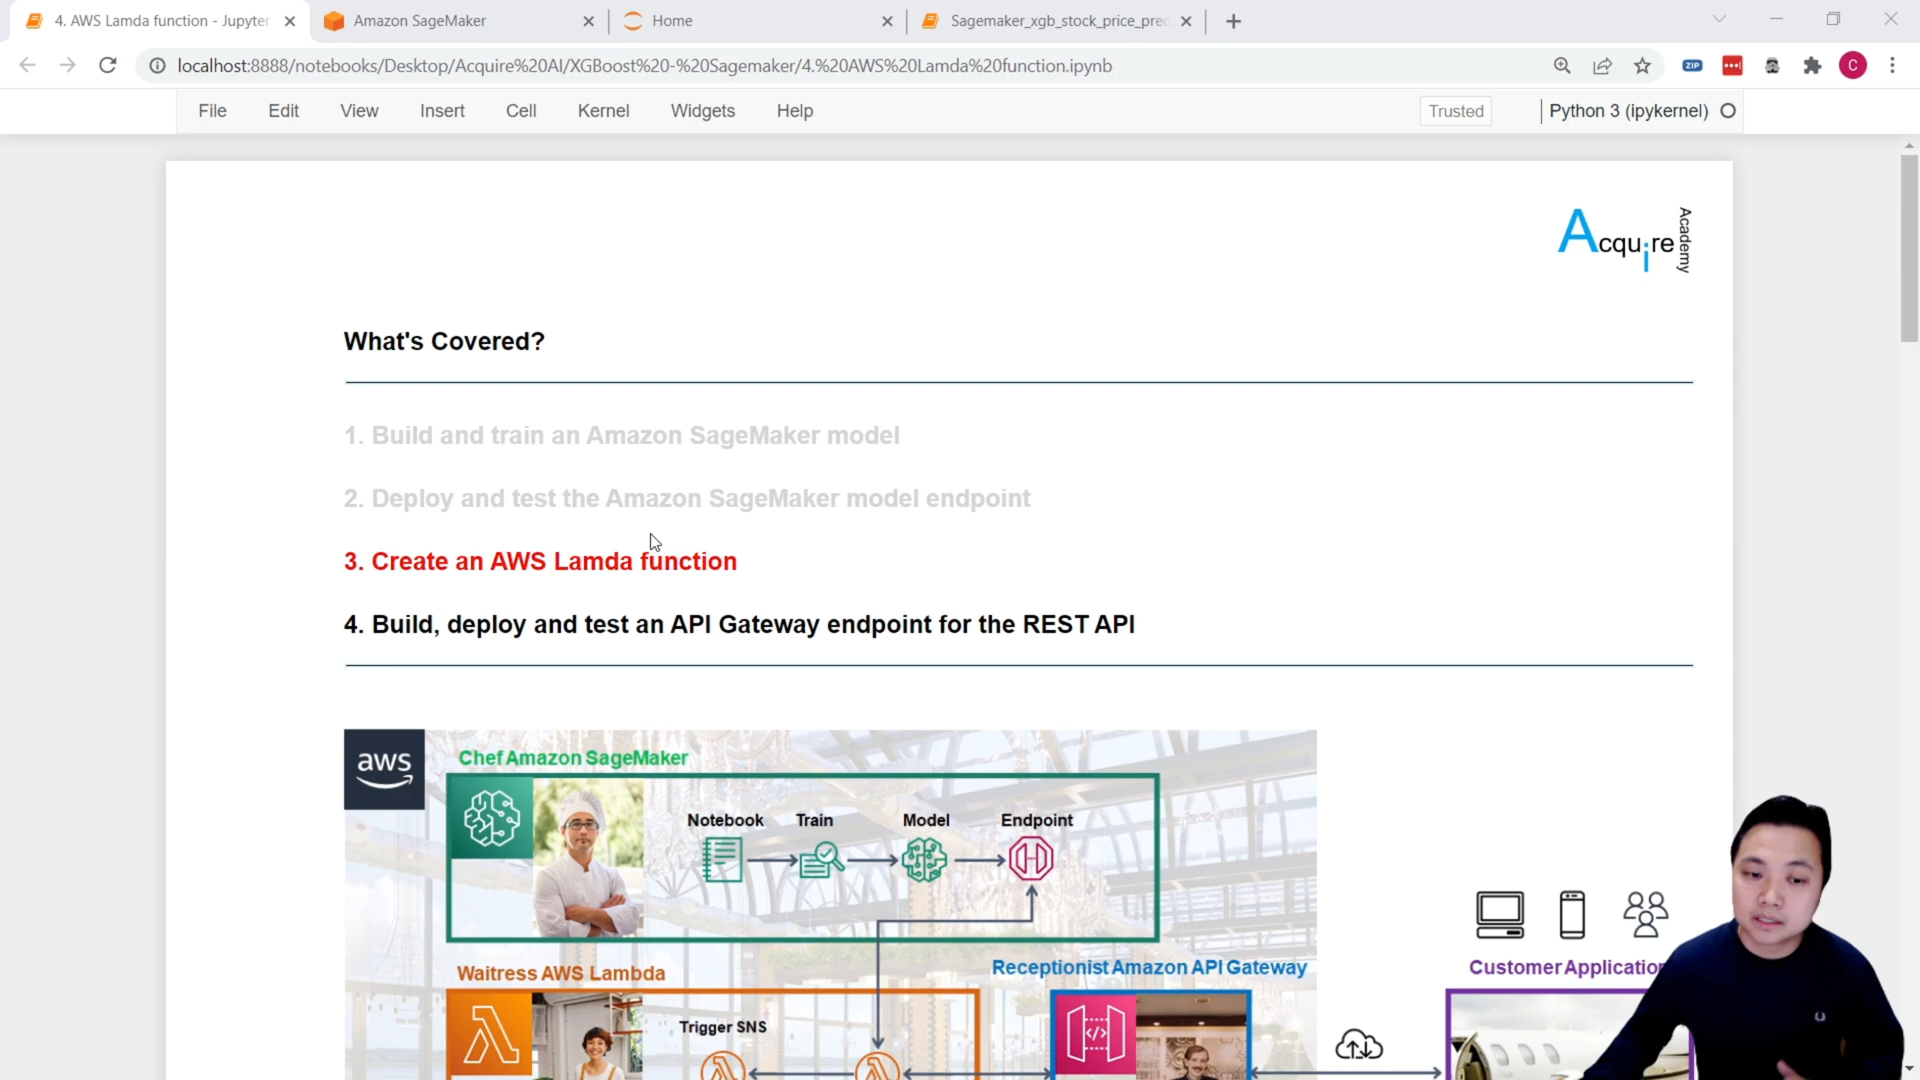 4. AWS Lamda function - Jupyter
Amazon SageMaker
Home
Sagemaker_xgb_stock_price_pred
localhost:8888/notebooks/Desktop/Acquire%20AI/XGBoost%20-%20Sagemaker/4.%20AWS%20Lamda%20function.ipynb
ZIP
C
File Edit View Insert Cell Kernel Widgets Help
Trusted
Python 3 (ipykernel)
Acquire
Academy
What's Covered?
1. Build and train an Amazon SageMaker model
2. Deploy and test the Amazon SageMaker model endpoint
3. Create an AWS Lamda function
4. Build, deploy and test an API Gateway endpoint for the REST API
aws
Chef Amazon SageMaker
Notebook Train Model Endpoint
Waitress AWS Lambda
Receptionist Amazon API Gateway
Customer Application
Trigger SNS